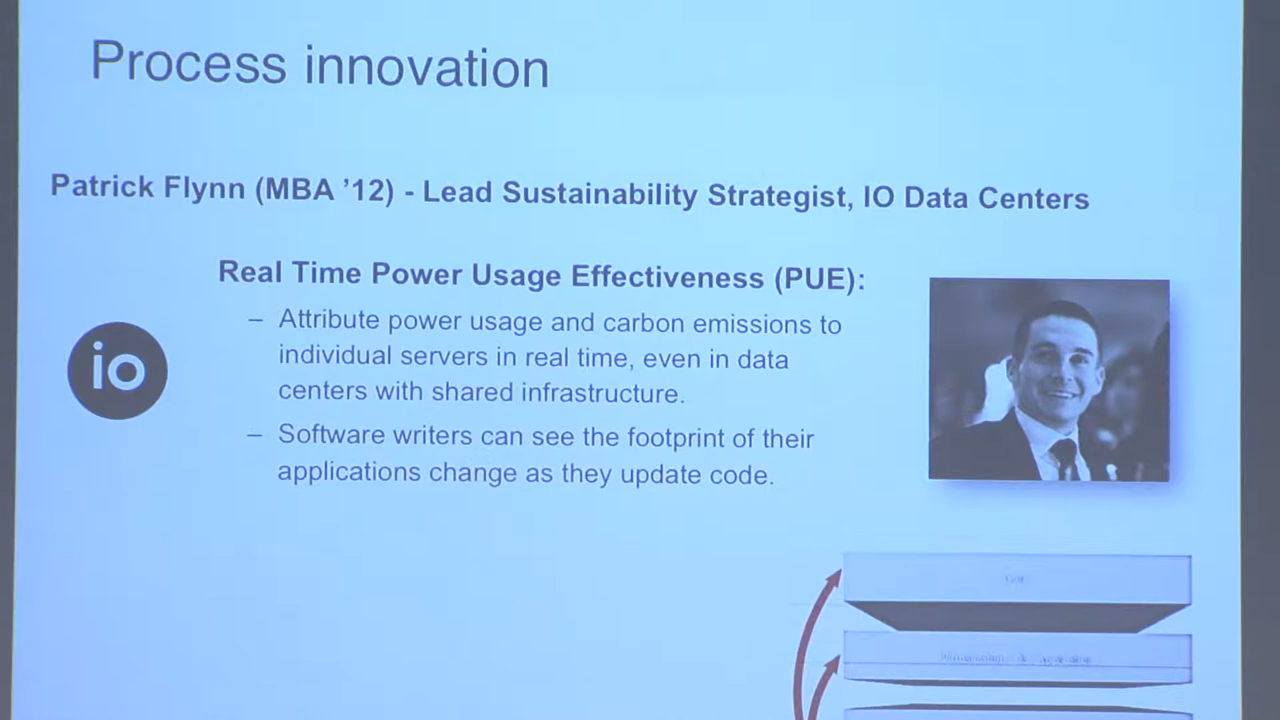 Process innovation
Patrick Flynn (MBA ’12) - Lead Sustainability Strategist, IO Data Centers
Real Time Power Usage Effectiveness (PUE):
– Attribute power usage and carbon emissions to
individual servers in real time, even in data
centers with shared infrastructure.
io
– Software writers can see the footprint of their
applications change as they update code.